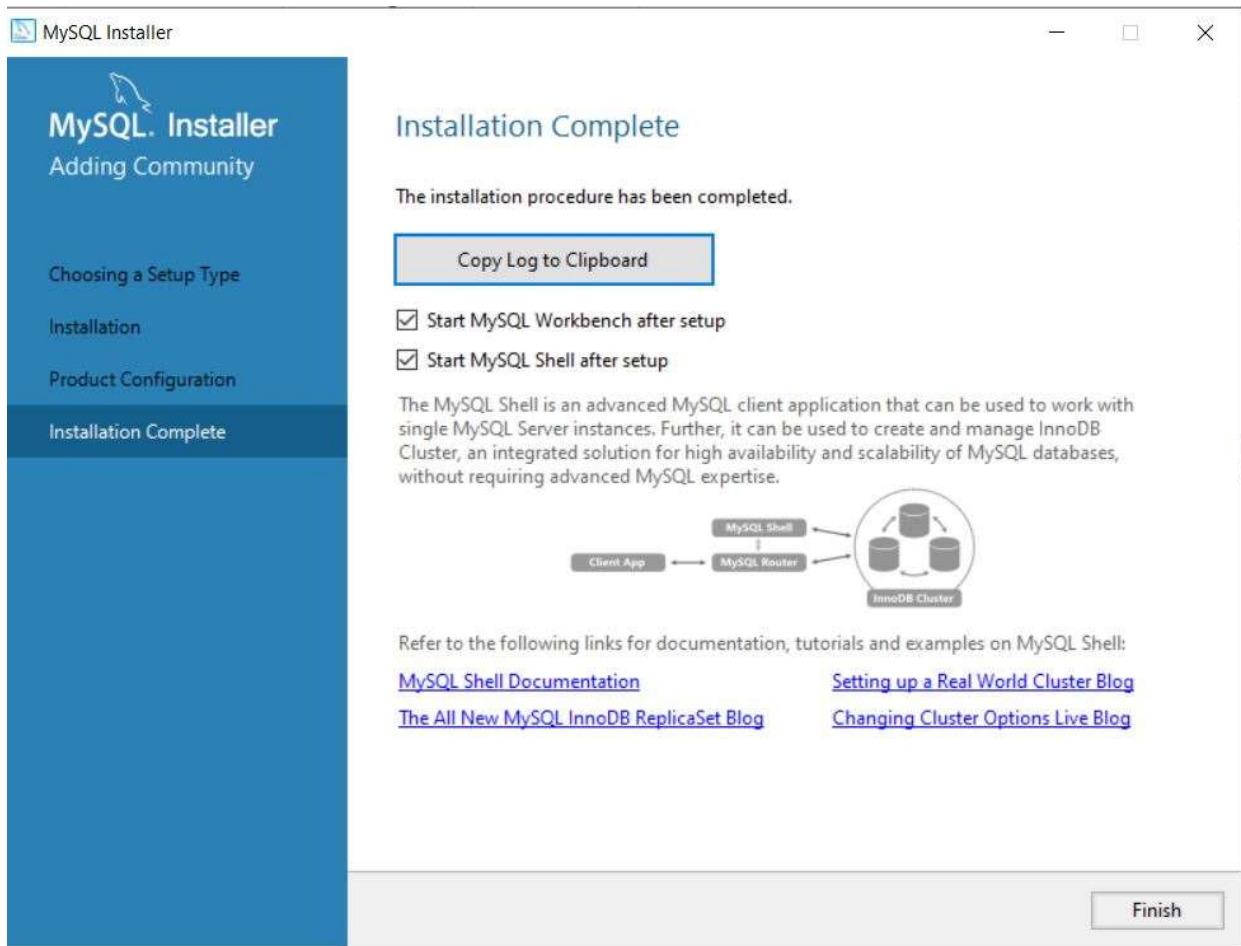 MySQL Installer
MySQL. Installer
Adding Community
Choosing a Setup Type
Installation
Product Configuration
Installation Complete
Installation Complete
The installation procedure has been completed.
Copy Log to Clipboard
Start MySQL Workbench after setup
Start MySQL Shell after setup
The MySQL Shell is an advanced MySQL client application that can be used to work with
single MySQL Server instances. Further, it can be used to create and manage InnoDB
Cluster, an integrated solution for high availability and scalability of MySQL databases,
without requiring advanced MySQL expertise.
MySQL Shell
Client App
MySQL Router
InnoDB Cluster
Refer to the following links for documentation, tutorials and examples on MySQL Shell:
MySQL Shell Documentation
Setting up a Real World Cluster Blog
The All New MySQL InnoDB ReplicaSet Blog
Changing Cluster Options Live Blog
Finish